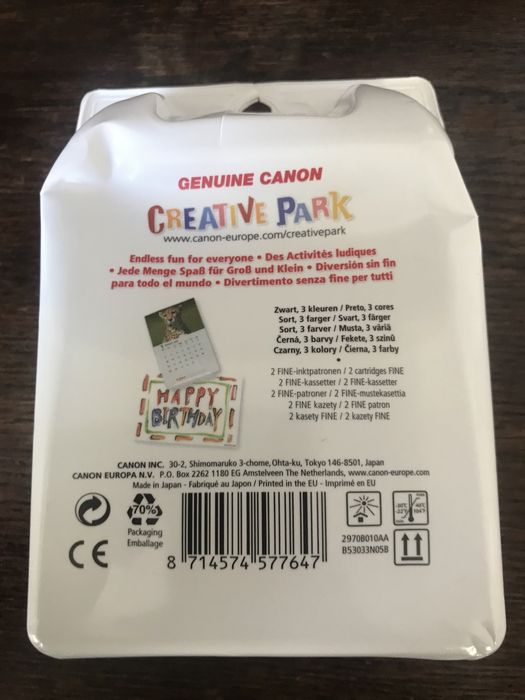 GENUINE CANON
CREATIVE PARK
www.canon-europe.com/creativepark
Endless fun for everyone • Des Activités ludiques
• Jede Menge Spaß für Groß und Klein • Diversión sin fin
para todo el mundo • Divertimento senza fine per tutti
Zwart, 3 kleuren / Preto, 3 cores
Sort, 3 farger / Svart, 3 färger
Sort, 3 farver / Musta, 3 väriä
Černá, 3 barvy / Fekete, 3 színű
Czarny, 3 kolory / Čierna, 3 farby
•
2 FINE-inktpatronen / 2 cartridges FINE
2 FINE-kassetter / 2 FINE-kassetter
2 FINE-patroner / 2 FINE-mustekasettia
2 FINE kazety / 2 FINE patron
2 kasety FINE / 2 kazety FINE
HAPPY
BIRTHDAY
CANON INC. 30-2, Shimomaruko 3-chome, Ohta-ku, Tokyo 146-8501, Japan
CANON EUROPA N.V. P.O. Box 2262 1180 EG Amstelveen The Netherlands, www.canon-europe.com
Made in Japan - Fabriqué au Japon / Printed in the EU - Imprimé en EU
70%
Packaging
Emballage
CE
8 714574 577647
2970B010AA
B53033N05B